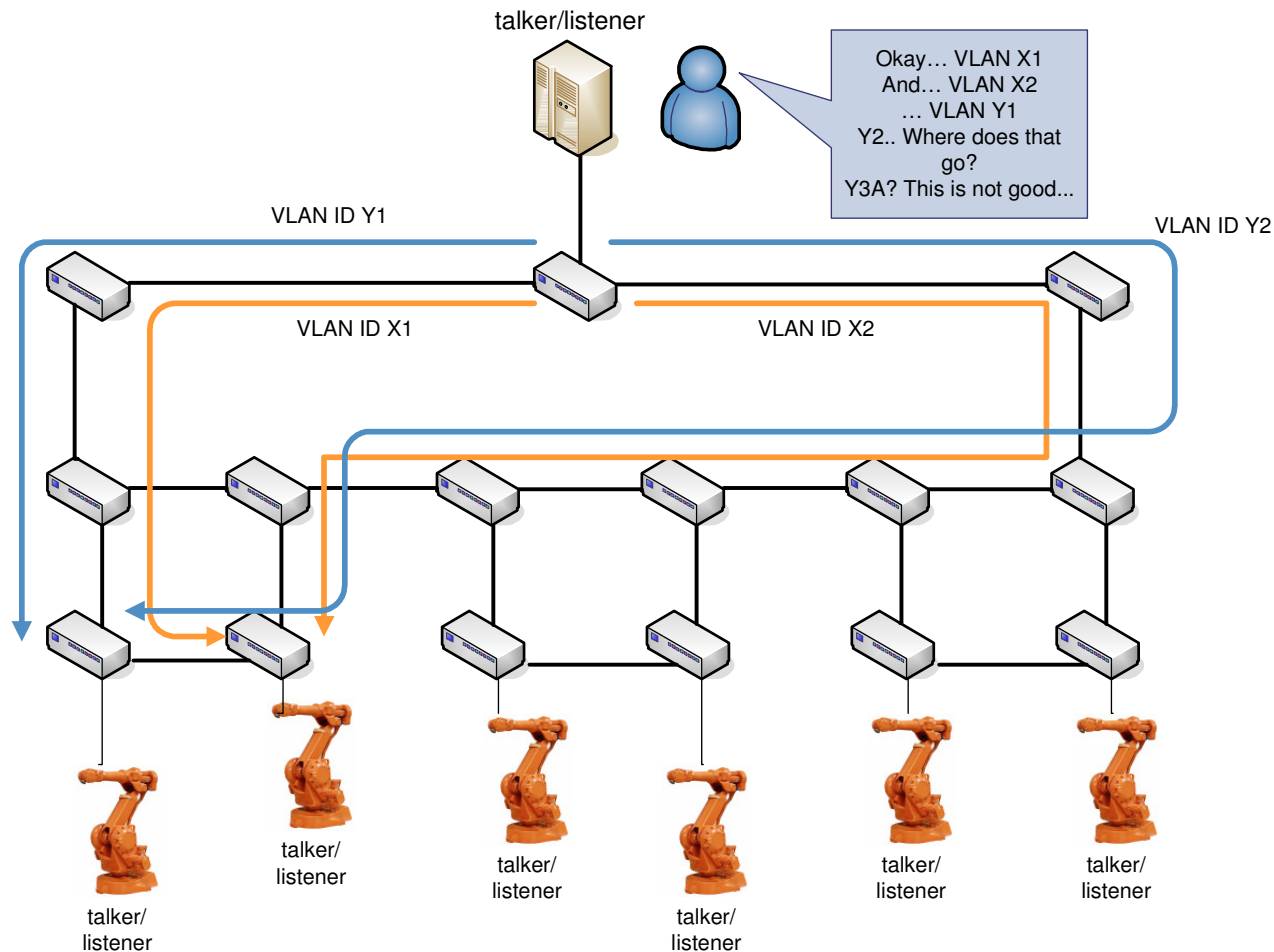 talker/listener
Okay… VLAN X1
And… VLAN X2
… VLAN Y1
Y2.. Where does that
go?
Y3A? This is not good...
VLAN ID Y1
VLAN ID Y2
VLAN ID X1
VLAN ID X2
talker/
listener
talker/
listener
talker/
listener
talker/
listener
talker/
listener
talker/
listener